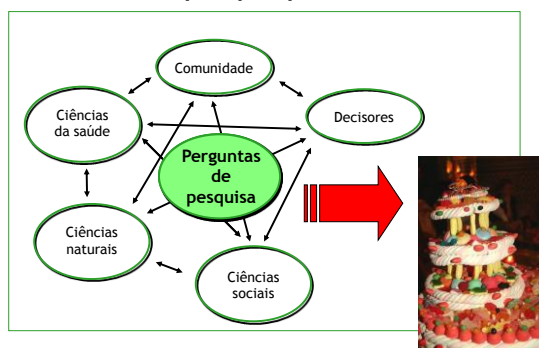 Comunidade
Ciências
da saúde
Decisores
Perguntas
de
pesquisa
Ciências
naturais
Ciências
sociais